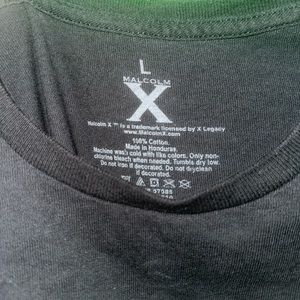 L
MALCOLM
X
Malcolm X ™ is a trademark licensed by X Legacy
www.MalcolmX.com
100% Cotton.
Made in Honduras.
Machine wash cold with like colors. Only non-
chlorine bleach when needed. Tumble dry low.
Do not iron if decorated. Do not dryclean
if decorated.
57085